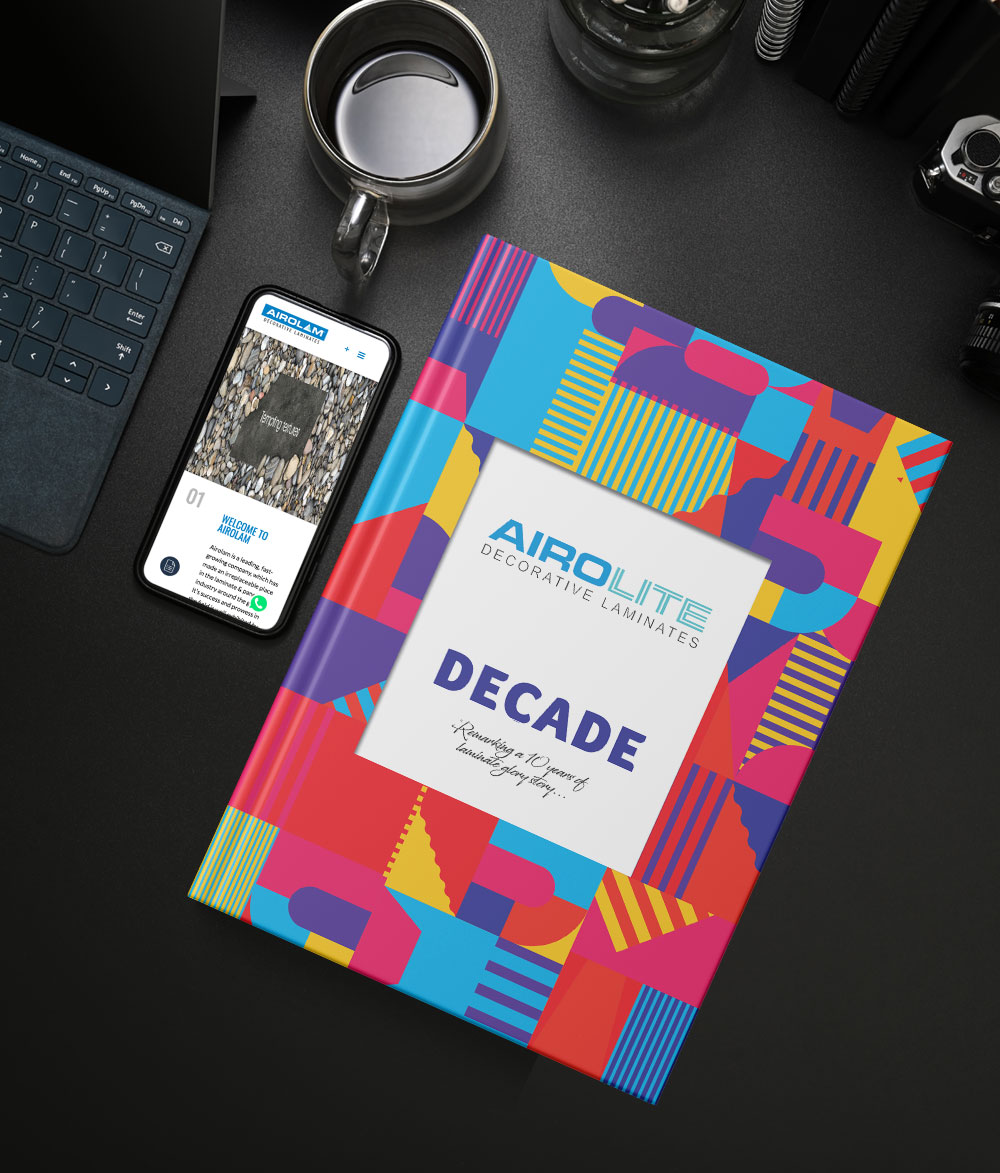 Home
End
PgUp
PgDn
Del
)
0
—
+
=
P
{
[
}
]
|
\
:
;
"
'
Enter
>
.
?
/
Shift
AIROLAM
DECORATIVE LAMINATES
01
WELCOME TO
AIROLAM
Airolam is a leading, fast-
growing company, which has
made an irreplaceable place
in the laminate & pan
industry around the g
It's success and prowess in
AIROLITE
DECORATIVE LAMINATES
DECADE
"Remarking a 10 years of
laminate glory story...